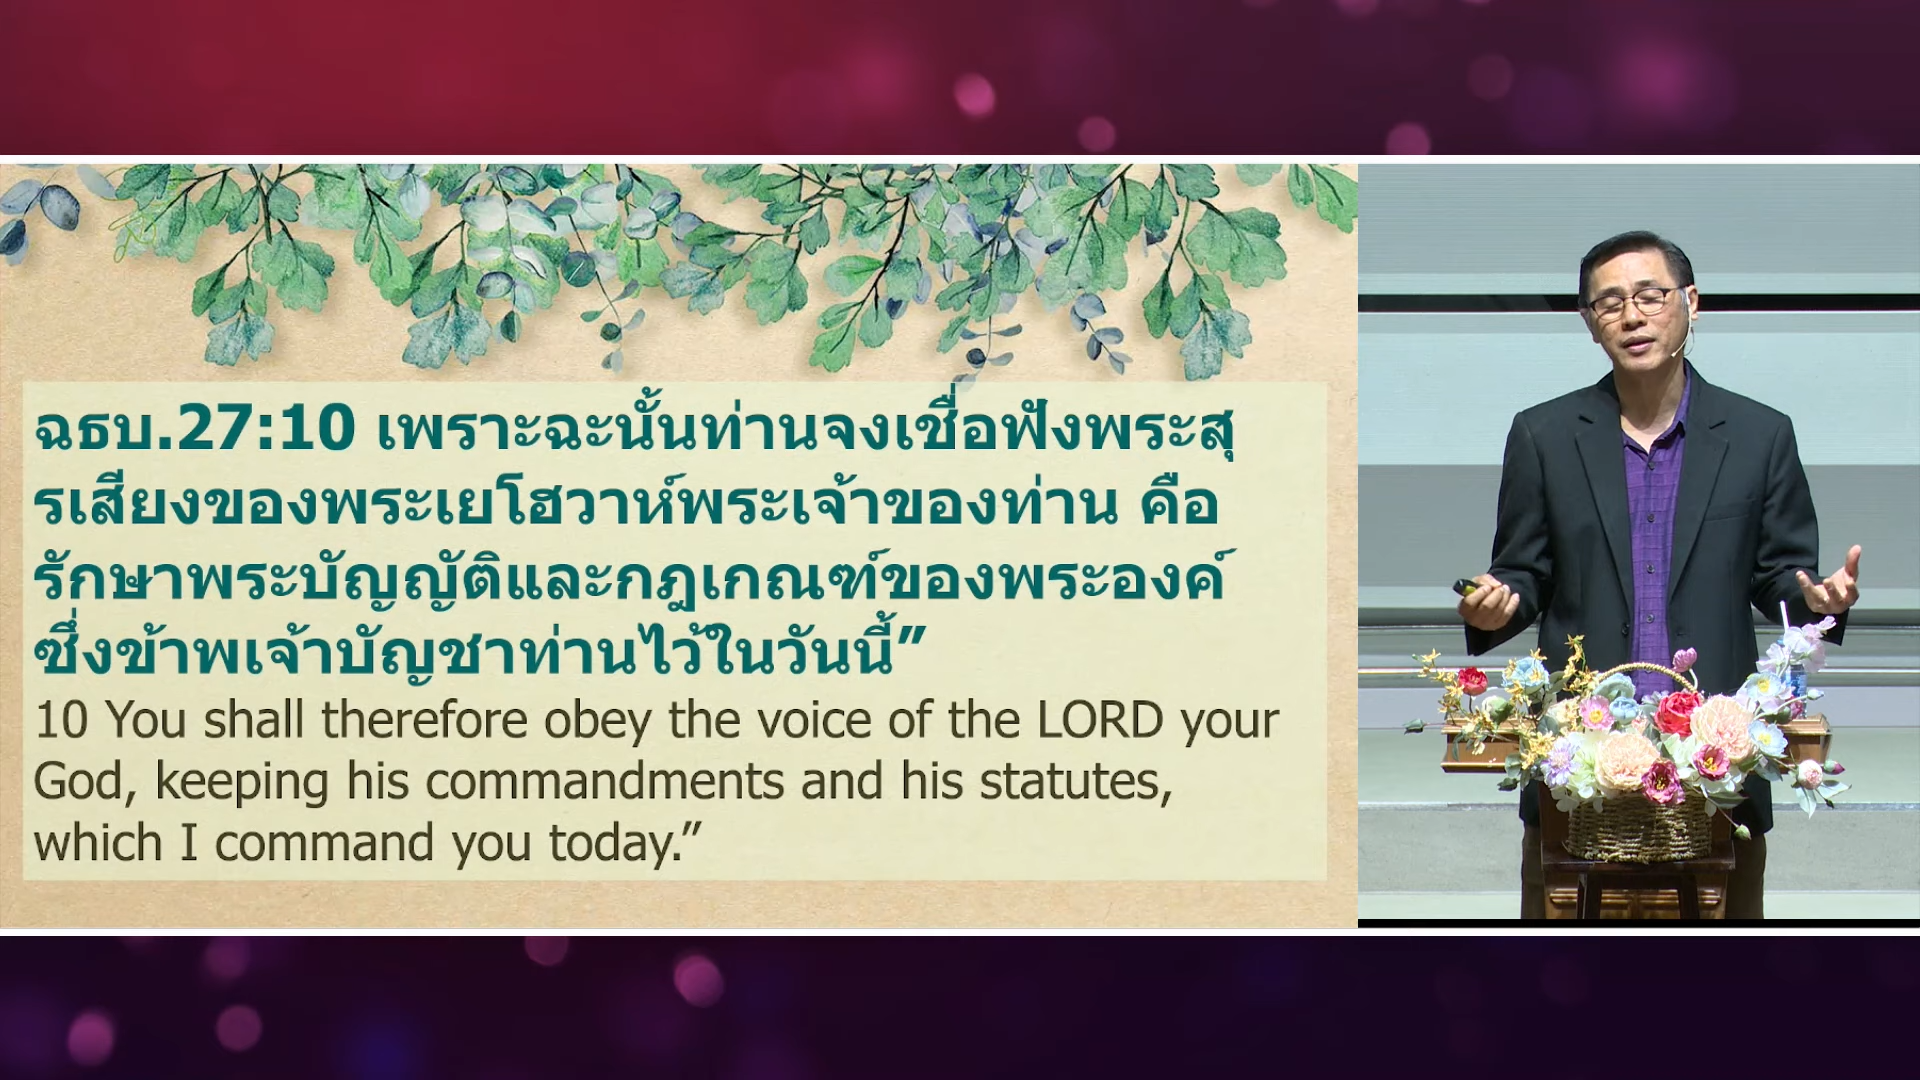 ฉธบ.27:10 เพราะฉะนั้นท่านจงเชื่อฟังพระสุ
รเสียงของพระเยโฮวาห์พระเจ้าของท่าน คือ
รักษาพระบัญญัติและกฎเกณฑ์ของพระองค์
ซึ่งข้าพเจ้าบัญชาท่านไว้ในวันนี้”
10 You shall therefore obey the voice of the LORD your
God, keeping his commandments and his statutes,
which I command you today.”